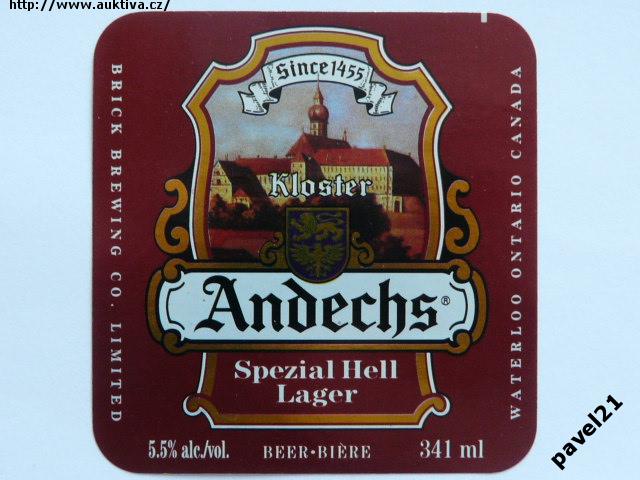 http://www.auktiva.cz/
Since 1455
Kloster
Andechs®
Spezial Hell
Lager
5.5% alc./vol.
BEER•BIÈRE
341 ml
BRICK BREWING CO. LIMITED
WATERLOO ONTARIO CANADA
pavel21